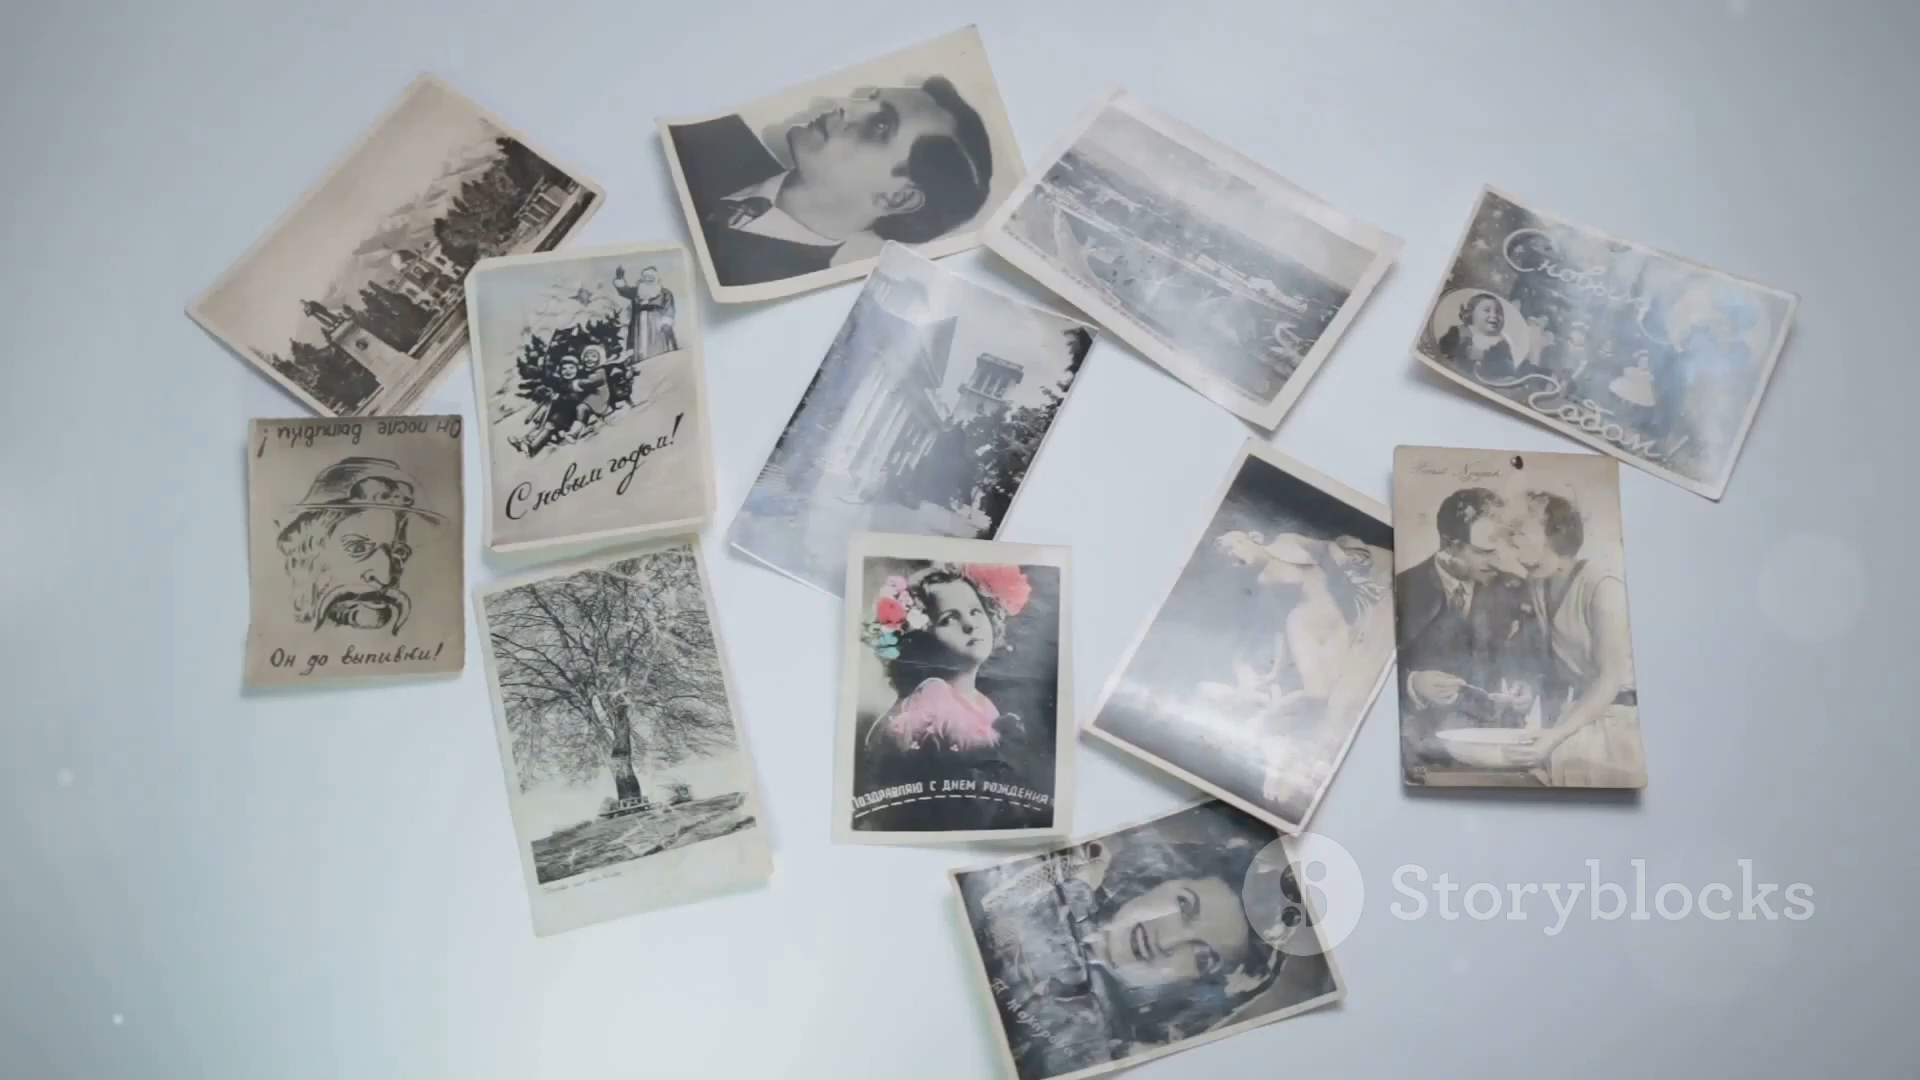 Он после выпивки!
Он до выпивки!
С новым годом!
С новым
Годом!
ПОЗДРАВЛЯЮ С ДНЕМ РОЖДЕНИЯ
Storyblocks